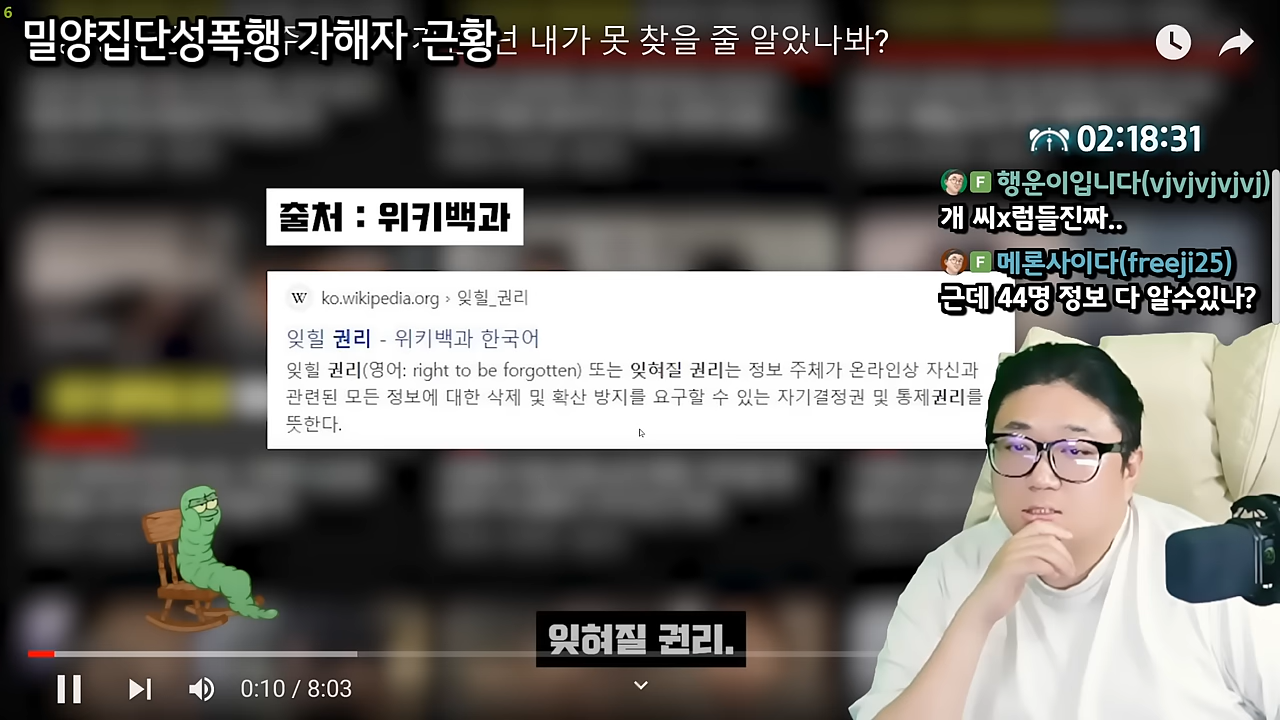 6
밀양집단성폭행 가해자 근황
내가 못 찾을 줄 알았나봐?
02:18:31
F 행운이입니다(vjvjvjvjvj)
개 씨x럼들진짜..
F 메론사이다(freeji25)
근데 44명 정보 다 알수있나?
출처 : 위키백과
W ko.wikipedia.org › 잊힐_권리
잊힐 권리 - 위키백과 한국어
잊힐 권리(영어: right to be forgotten) 또는 잊혀질 권리는 정보 주체가 온라인상 자신과
관련된 모든 정보에 대한 삭제 및 확산 방지를 요구할 수 있는 자기결정권 및 통제권리를
뜻한다.
잊혀질 권리.
0:10 / 8:03